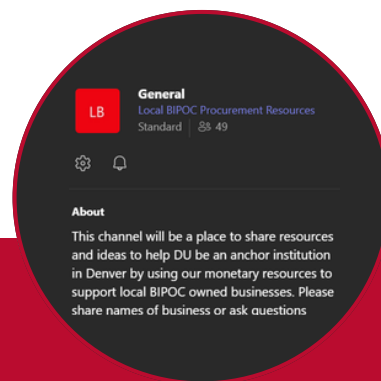 General
LB
Local BIPOC Procurement Resources
Standard 49
About
This channel will be a place to share resources
and ideas to help DU be an anchor institution
in Denver by using our monetary resources to
support local BIPOC owned businesses. Please
share names of business or ask questions